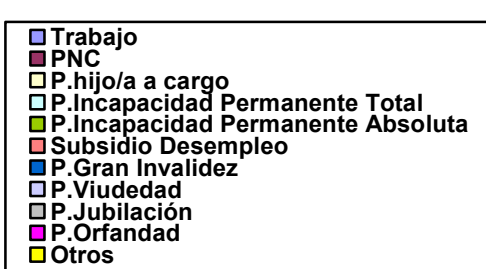 Trabajo
PNC
P.hijo/a a cargo
P.Incapacidad Permanente Total
P.Incapacidad Permanente Absoluta
Subsidio Desempleo
P.Gran Invalidez
P.Viudedad
P.Jubilación
P.Orfandad
Otros